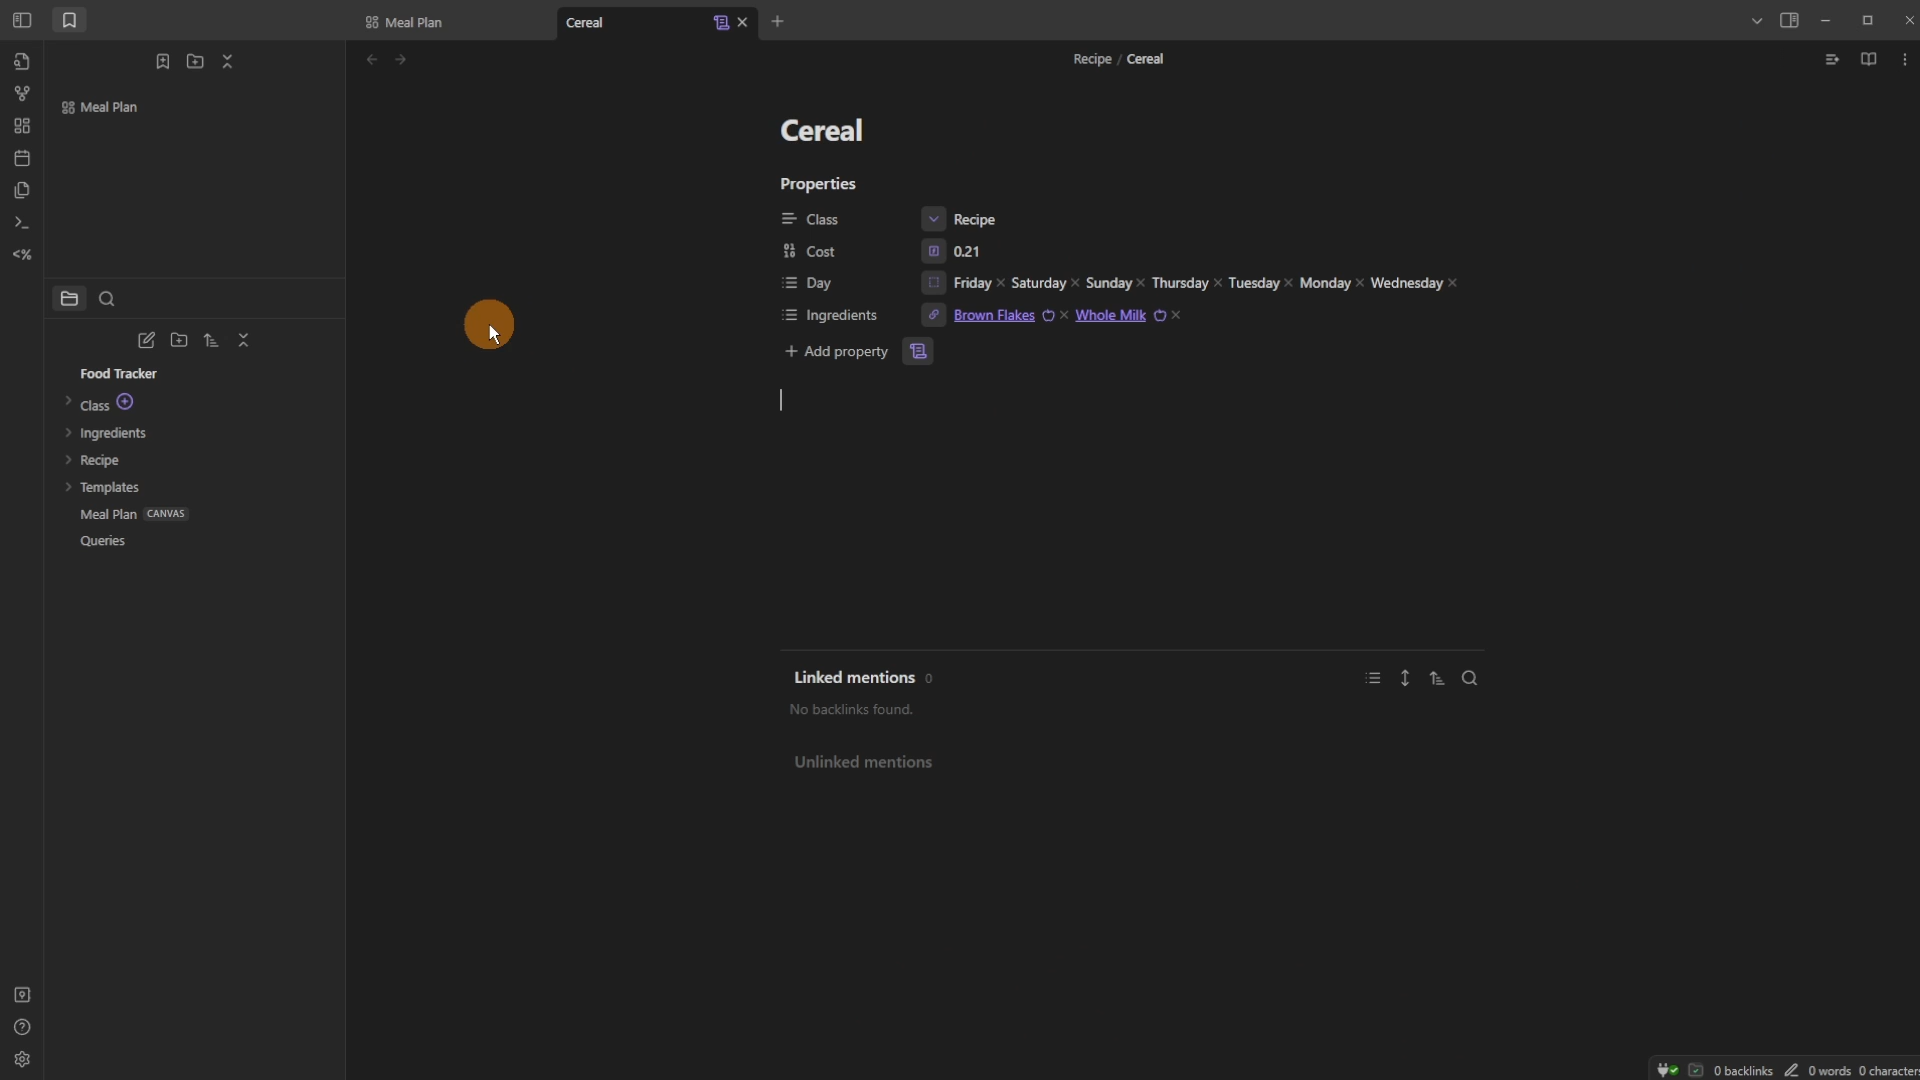 Meal Plan
Cereal
Recipe / Cereal
Meal Plan
Cereal
Properties
Class
Recipe
Cost
0.21
Day
Friday × Saturday × Sunday × Thursday × Tuesday × Monday × Wednesday ×
Ingredients
Brown Flakes × Whole Milk ×
+ Add property
Food Tracker
Class
Ingredients
Recipe
Templates
Meal Plan CANVAS
Queries
Linked mentions 0
No backlinks found.
Unlinked mentions
<%
0 backlinks 0 words 0 characters